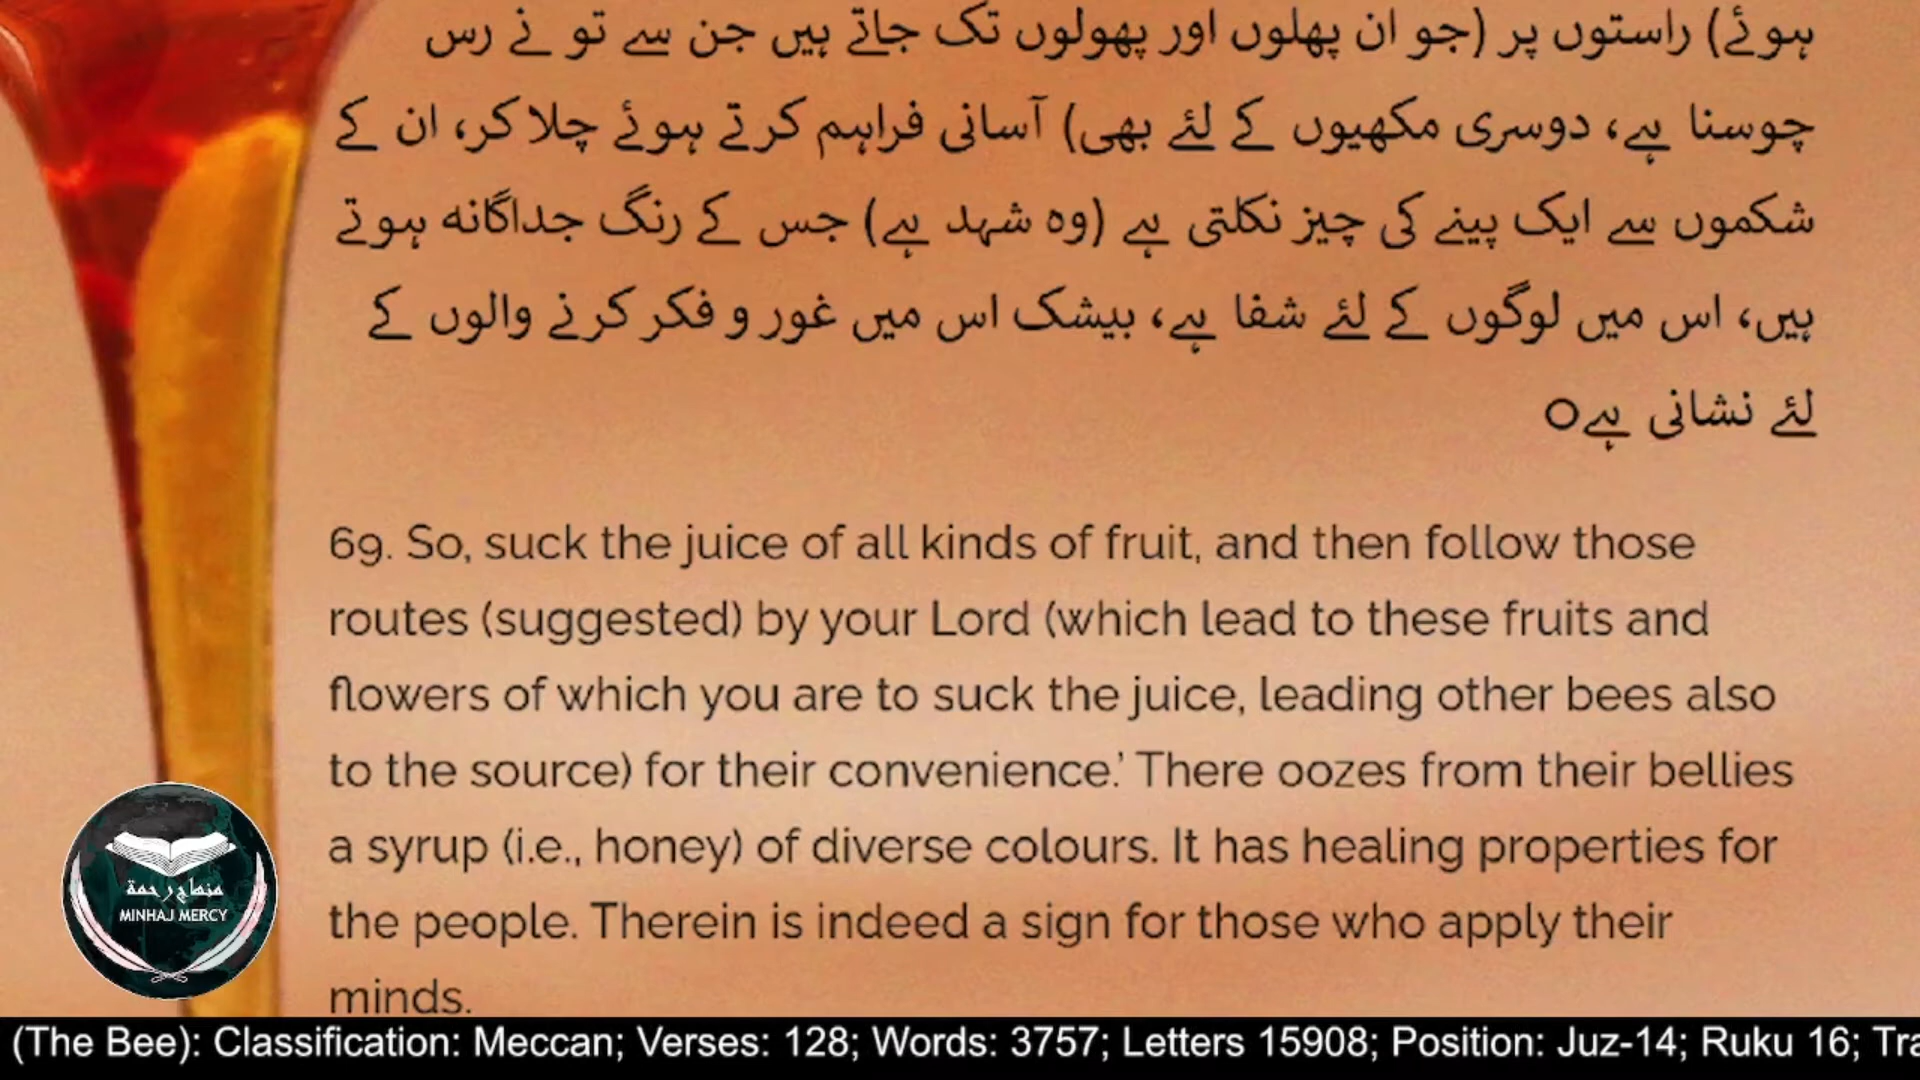 ہوئے) راستوں پر (جو ان پھلوں اور پھولوں تک جاتے ہیں جن سے تو نے رس
چوسنا ہے، دوسری مکھیوں کے لئے بھی) آسانی فراہم کرتے ہوئے چلا کر، ان کے
شکموں سے ایک پینے کی چیز نکلتی ہے (وہ شہد ہے) جس کے رنگ جداگانہ ہوتے
ہیں، اس میں لوگوں کے لئے شفا ہے، بیشک اس میں غور و فکر کرنے والوں کے
لئے نشانی ہےo
69. So, suck the juice of all kinds of fruit, and then follow those
routes (suggested) by your Lord (which lead to these fruits and
flowers of which you are to suck the juice, leading other bees also
to the source) for their convenience.’ There oozes from their bellies
a syrup (i.e., honey) of diverse colours. It has healing properties for
the people. Therein is indeed a sign for those who apply their
minds.
منهاج رحمة
MINHAJ MERCY
(The Bee): Classification: Meccan; Verses: 128; Words: 3757; Letters 15908; Position: Juz-14; Ruku 16; Tra